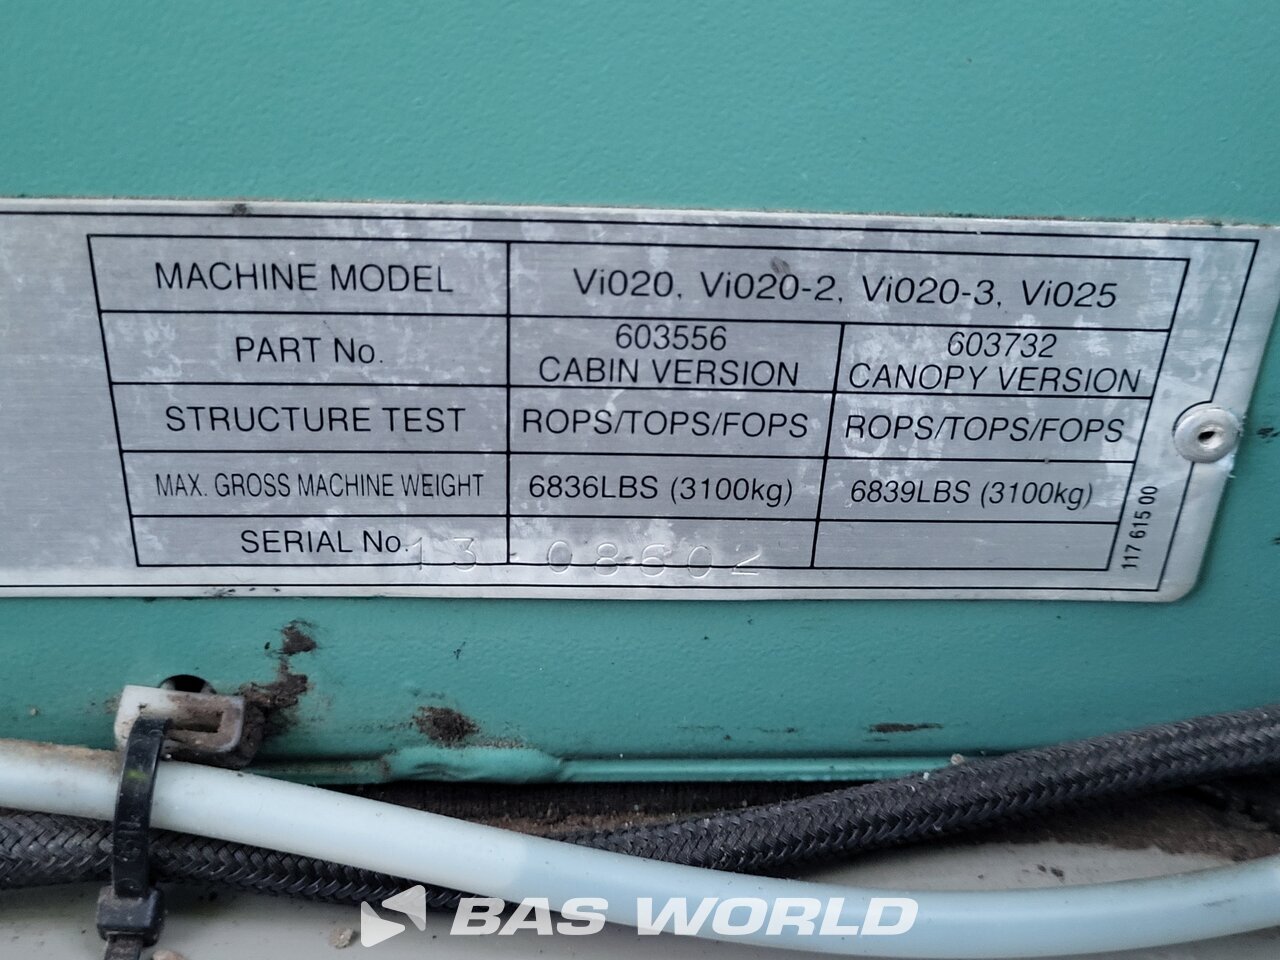 MACHINE MODEL Vi020, Vi020-2, Vi020-3, Vi025
PART No. 603556 CABIN VERSION 603732 CANOPY VERSION
STRUCTURE TEST ROPS/TOPS/FOPS ROPS/TOPS/FOPS
MAX. GROSS MACHINE WEIGHT 6836LBS (3100kg) 6839LBS (3100kg)
SERIAL No. 13-08602
117 615 00
BAS WORLD